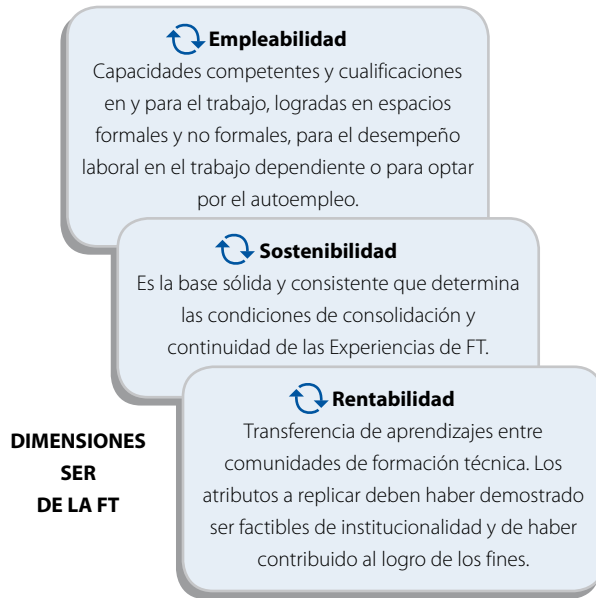 Empleabilidad
Capacidades competentes y cualificaciones
en y para el trabajo, logradas en espacios
formales y no formales, para el desempeño
laboral en el trabajo dependiente o para optar
por el autoempleo.
Sostenibilidad
Es la base sólida y consistente que determina
las condiciones de consolidación y
continuidad de las Experiencias de FT.
Rentabilidad
Transferencia de aprendizajes entre
comunidades de formación técnica. Los
atributos a replicar deben haber demostrado
ser factibles de institucionalidad y de haber
contribuido al logro de los fines.
DIMENSIONES
SER
DE LA FT